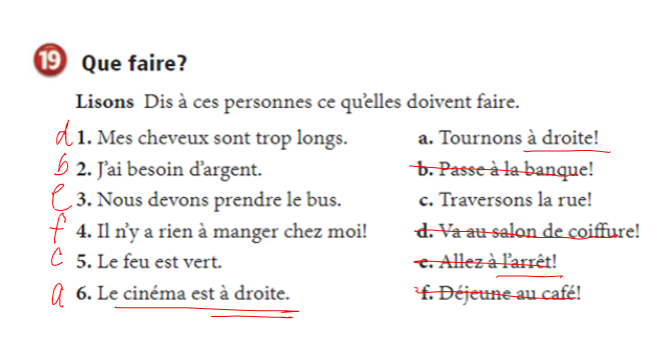 19 Que faire?
Lisons Dis à ces personnes ce qu'elles doivent faire.
d 1. Mes cheveux sont trop longs. a. Tournons à droite!
b 2. J'ai besoin d'argent. b. Passe à la banque!
e 3. Nous devons prendre le bus. c. Traversons la rue!
f 4. Il n'y a rien à manger chez moi! d. Va au salon de coiffure!
c 5. Le feu est vert. e. Allez à l'arrêt!
a 6. Le cinéma est à droite. f. Déjeune au café!